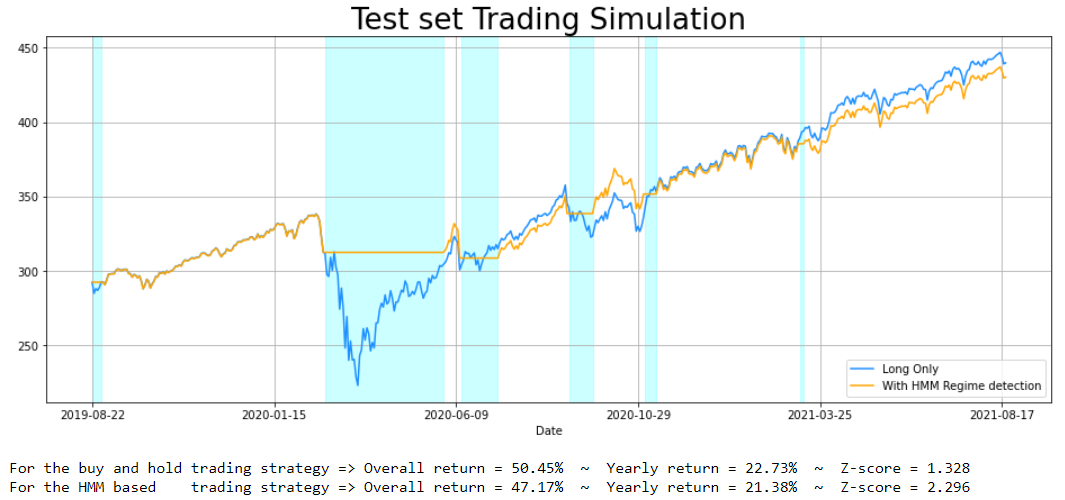 Test set Trading Simulation
450
400
350
300
250
2019-08-22 2020-01-15 2020-06-09 2020-10-29 2021-03-25 2021-08-17
Date
Long Only
With HMM Regime detection
For the buy and hold trading strategy => Overall return = 50.45%  ~  Yearly return = 22.73%  ~  Z-score = 1.328
For the HMM based    trading strategy => Overall return = 47.17%  ~  Yearly return = 21.38%  ~  Z-score = 2.296